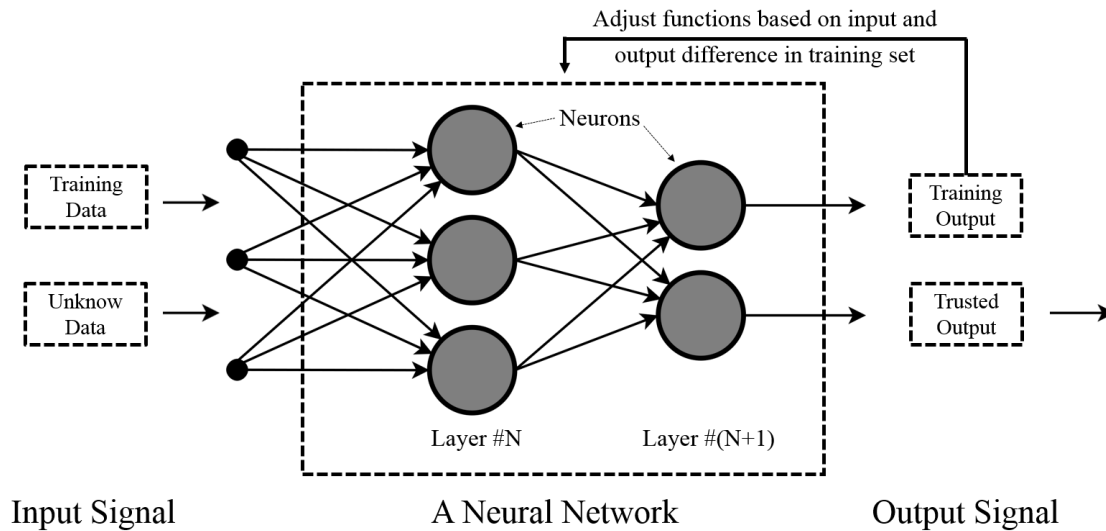 Adjust functions based on input and
output difference in training set
Neurons
Training
Data
Training
Output
Unknow
Data
Trusted
Output
Layer #N
Layer #(N+1)
Input Signal
A Neural Network
Output Signal